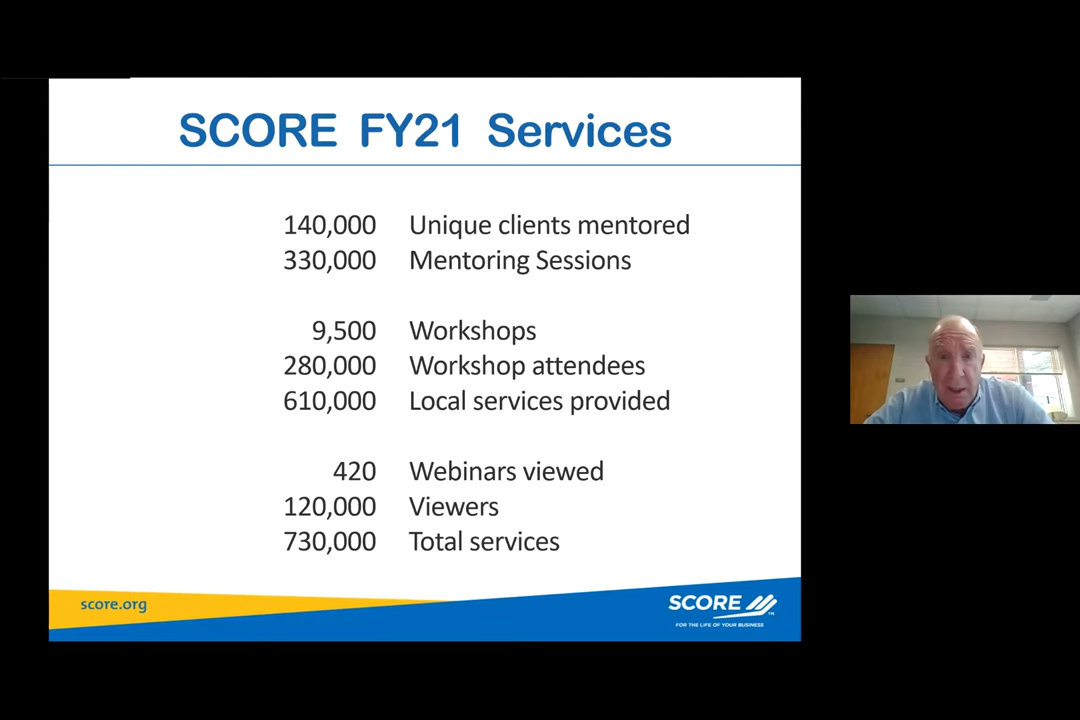 SCORE FY21 Services
140,000 Unique clients mentored
330,000 Mentoring Sessions
9,500 Workshops
280,000 Workshop attendees
610,000 Local services provided
420 Webinars viewed
120,000 Viewers
730,000 Total services
score.org
SCORE
FOR THE LIFE OF YOUR BUSINESS